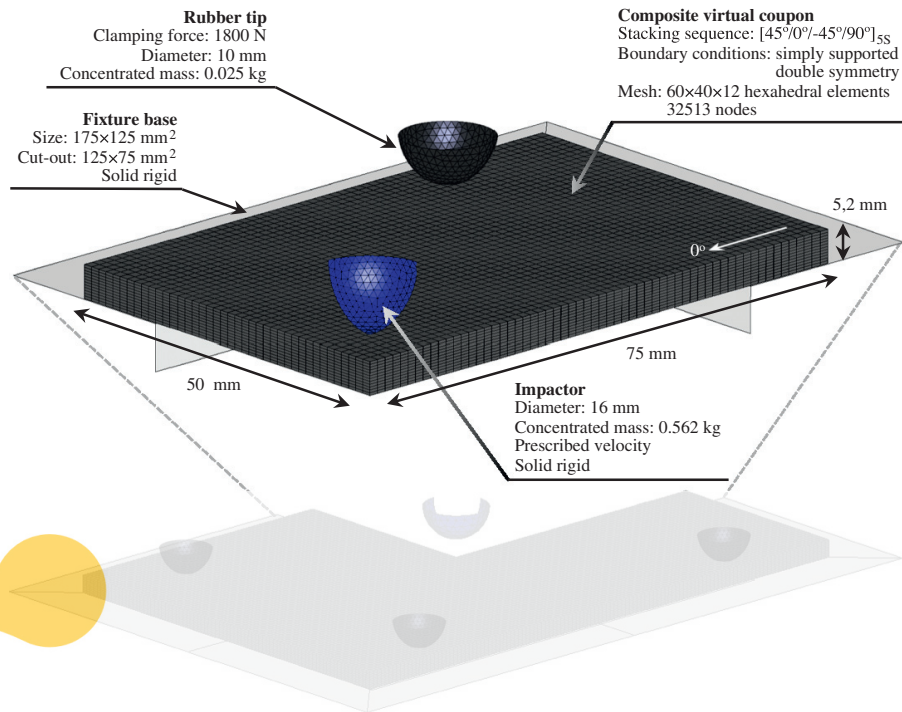 Rubber tip
Clamping force: 1800 N
Diameter: 10 mm
Concentrated mass: 0.025 kg
Fixture base
Size: 175×125 mm²
Cut-out: 125×75 mm²
Solid rigid
Composite virtual coupon
Stacking sequence: [45º/0º/-45º/90º]5S
Boundary conditions: simply supported
double symmetry
Mesh: 60×40×12 hexahedral elements
32513 nodes
5,2 mm
0º
75 mm
50 mm
Impactor
Diameter: 16 mm
Concentrated mass: 0.562 kg
Prescribed velocity
Solid rigid